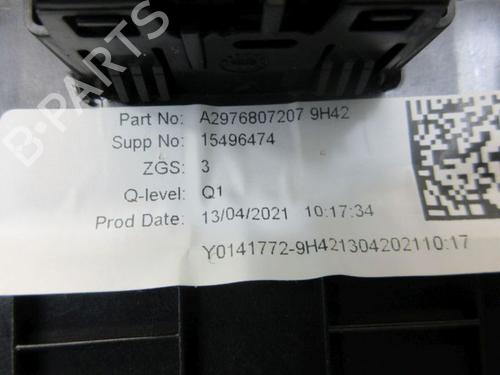 B-PARTS
Part No: A2976807207 9H42
Supp No: 15496474
ZGS: 3
Q-level: Q1
Prod Date: 13/04/2021 10:17:34
Y0141772-9H421304202110:17